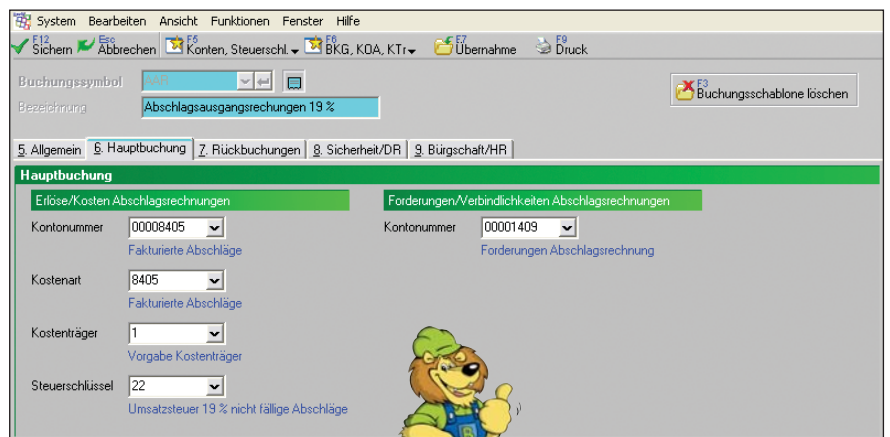 System Bearbeiten Ansicht Funktionen Fenster Hilfe
F12 Sichern Esc Abbrechen F5 Konten, Steuerschl. F6 BKG, KOA, KTr F7 Übernahme F9 Druck
Buchungssymbol AAR
F3 Buchungsschablone löschen
Bezeichnung Abschlagsausgangsrechungen 19 %
5. Allgemein 6. Hauptbuchung 7. Rückbuchungen 8. Sicherheit/DR 9. Bürgschaft/HR
Hauptbuchung
Erlöse/Kosten Abschlagsrechnungen Forderungen/Verbindlichkeiten Abschlagsrechnungen
Kontonummer 00008405 Kontonummer 00001409
Fakturierte Abschläge Forderungen Abschlagsrechnung
Kostenart 8405
Fakturierte Abschläge
Kostenträger 1
Vorgabe Kostenträger
Steuerschlüssel 22
Umsatzsteuer 19 % nicht fällige Abschläge
B